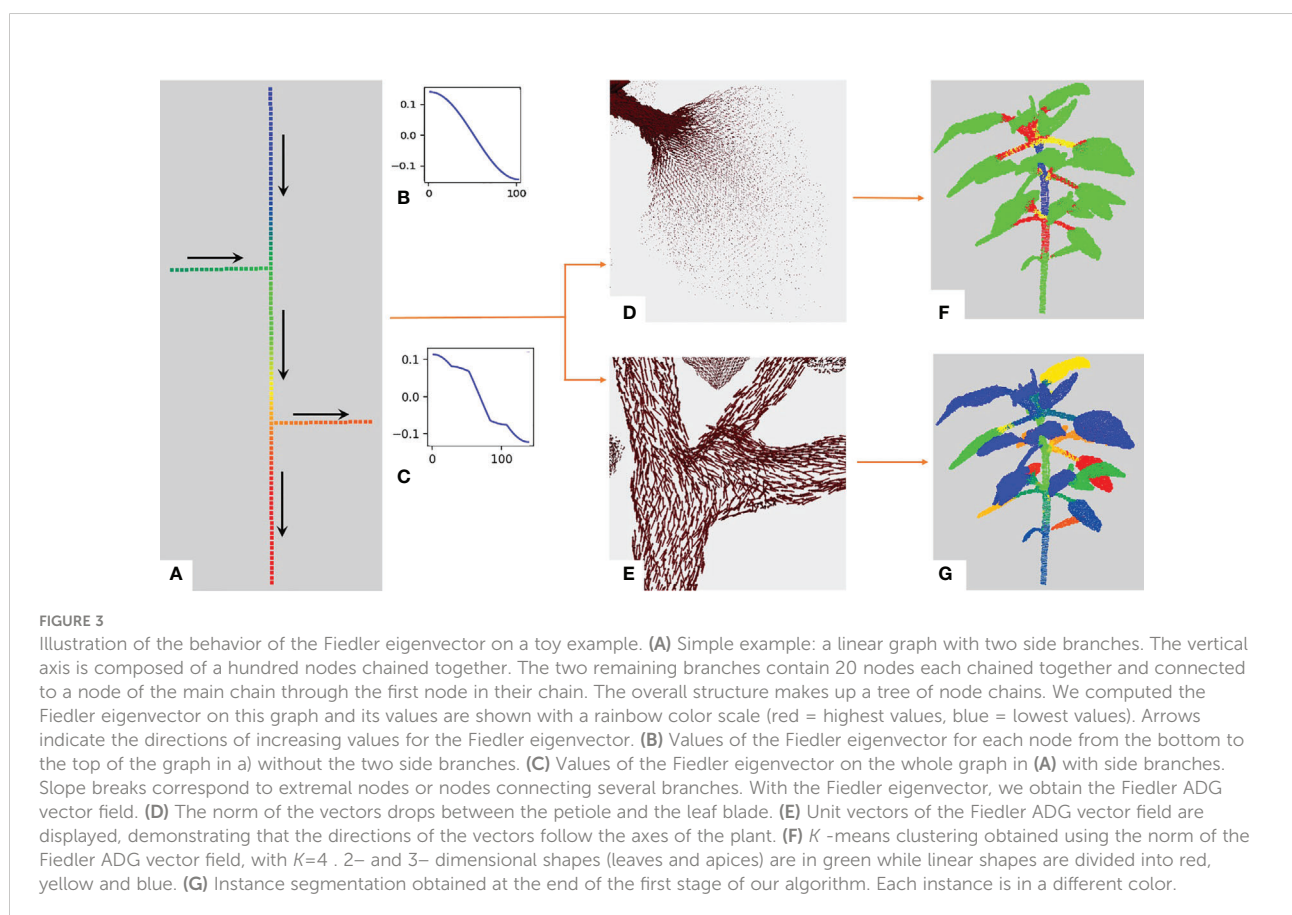 0.1
0.0
−0.1
0
100
B
0.1
0.0
−0.1
0
100
C
A
D
E
F
G
FIGURE 3
Illustration of the behavior of the Fiedler eigenvector on a toy example. (A) Simple example: a linear graph with two side branches. The vertical
axis is composed of a hundred nodes chained together. The two remaining branches contain 20 nodes each chained together and connected
to a node of the main chain through the first node in their chain. The overall structure makes up a tree of node chains. We computed the
Fiedler eigenvector on this graph and its values are shown with a rainbow color scale (red = highest values, blue = lowest values). Arrows
indicate the directions of increasing values for the Fiedler eigenvector. (B) Values of the Fiedler eigenvector for each node from the bottom to
the top of the graph in a) without the two side branches. (C) Values of the Fiedler eigenvector on the whole graph in (A) with side branches.
Slope breaks correspond to extremal nodes or nodes connecting several branches. With the Fiedler eigenvector, we obtain the Fiedler ADG
vector field. (D) The norm of the vectors drops between the petiole and the leaf blade. (E) Unit vectors of the Fiedler ADG vector field are
displayed, demonstrating that the directions of the vectors follow the axes of the plant. (F) K -means clustering obtained using the norm of the
Fiedler ADG vector field, with K=4 . 2– and 3– dimensional shapes (leaves and apices) are in green while linear shapes are divided into red,
yellow and blue. (G) Instance segmentation obtained at the end of the first stage of our algorithm. Each instance is in a different color.